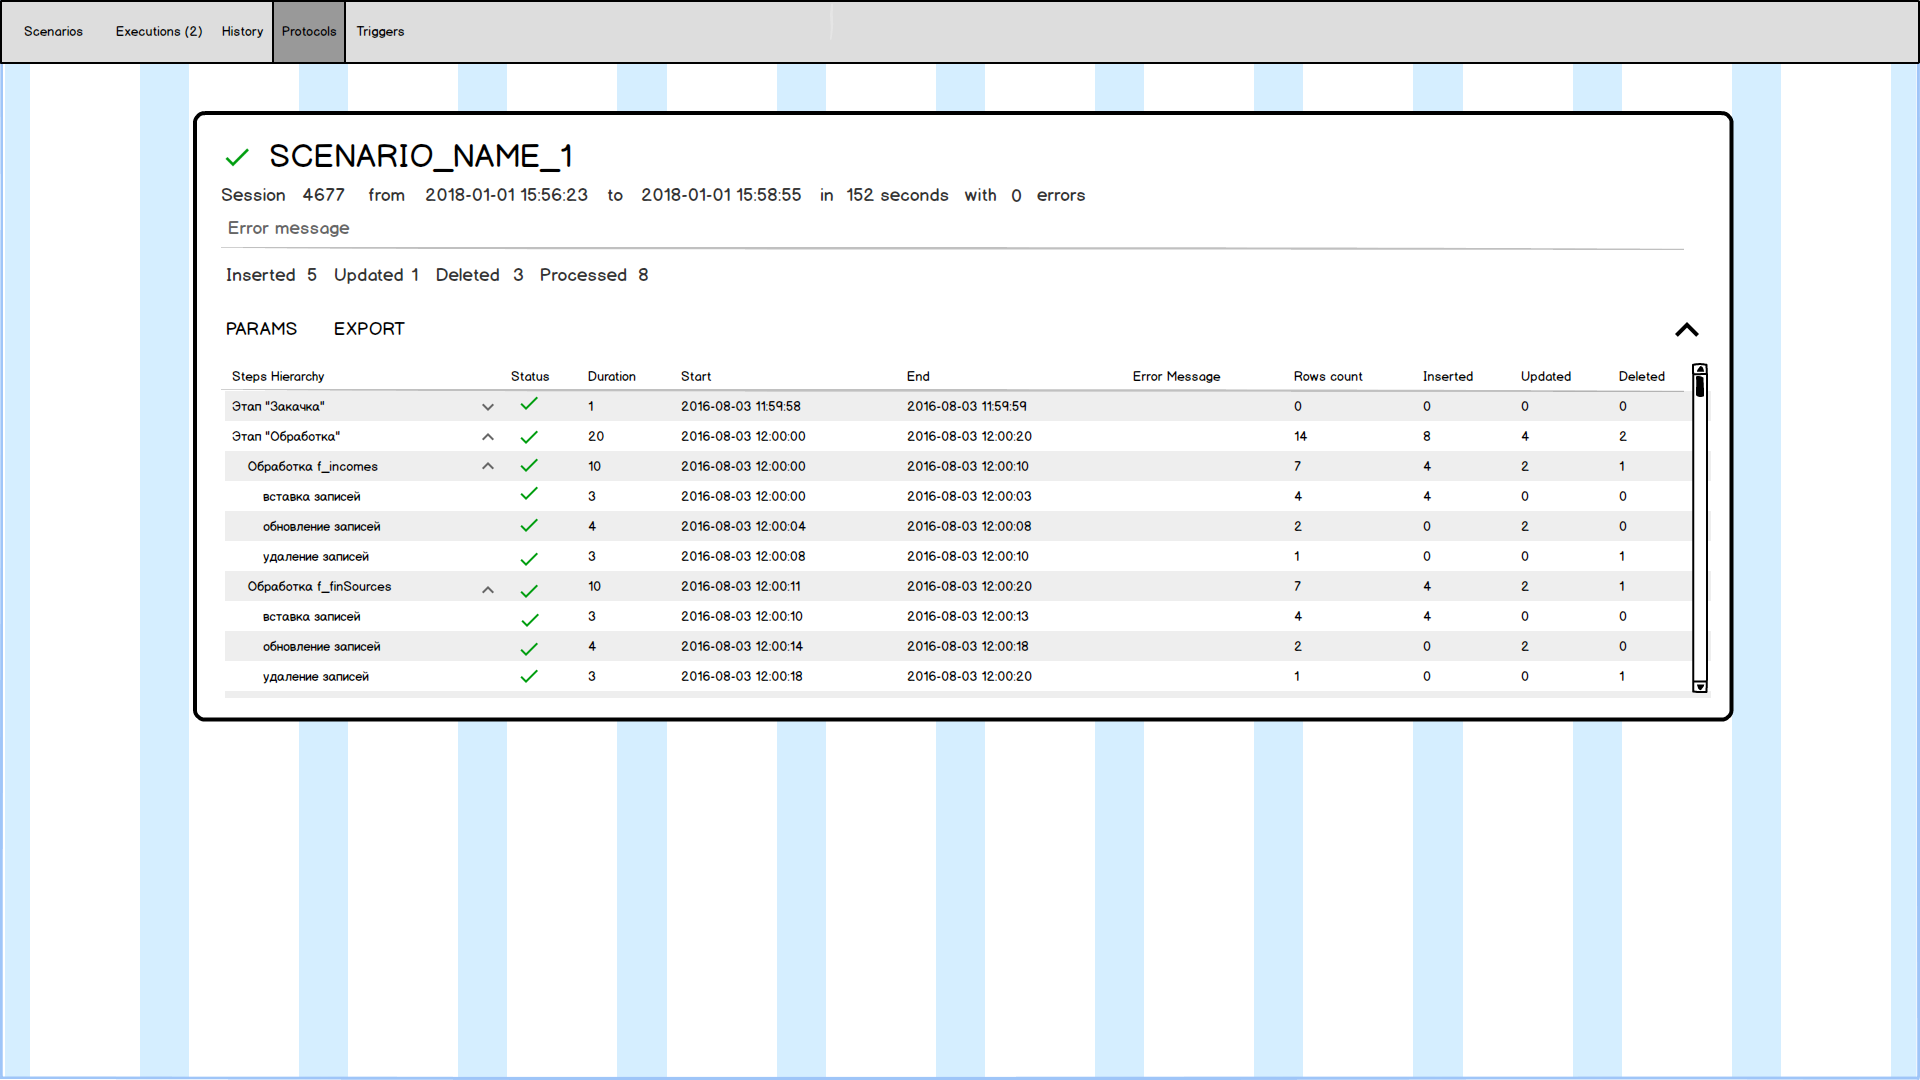 Scenarios Executions (2) History Protocols Triggers
SCENARIO_NAME_1
Session 4677 from 2018-01-01 15:56:23 to 2018-01-01 15:58:55 in 152 seconds with 0 errors
Error message
Inserted 5 Updated 1 Deleted 3 Processed 8
PARAMS EXPORT
Steps Hierarchy Status Duration Start End Error Message Rows count Inserted Updated Deleted
Этап "Закачка" 1 2016-08-03 11:59:58 2016-08-03 11:59:59 0 0 0 0
Этап "Обработка" 20 2016-08-03 12:00:00 2016-08-03 12:00:20 14 8 4 2
Обработка f_incomes 10 2016-08-03 12:00:00 2016-08-03 12:00:10 7 4 2 1
вставка записей 3 2016-08-03 12:00:00 2016-08-03 12:00:03 4 4 0 0
обновление записей 4 2016-08-03 12:00:04 2016-08-03 12:00:08 2 0 2 0
удаление записей 3 2016-08-03 12:00:08 2016-08-03 12:00:10 1 0 0 1
Обработка f_finSources 10 2016-08-03 12:00:11 2016-08-03 12:00:20 7 4 2 1
вставка записей 3 2016-08-03 12:00:10 2016-08-03 12:00:13 4 4 0 0
обновление записей 4 2016-08-03 12:00:14 2016-08-03 12:00:18 2 0 2 0
удаление записей 3 2016-08-03 12:00:18 2016-08-03 12:00:20 1 0 0 1